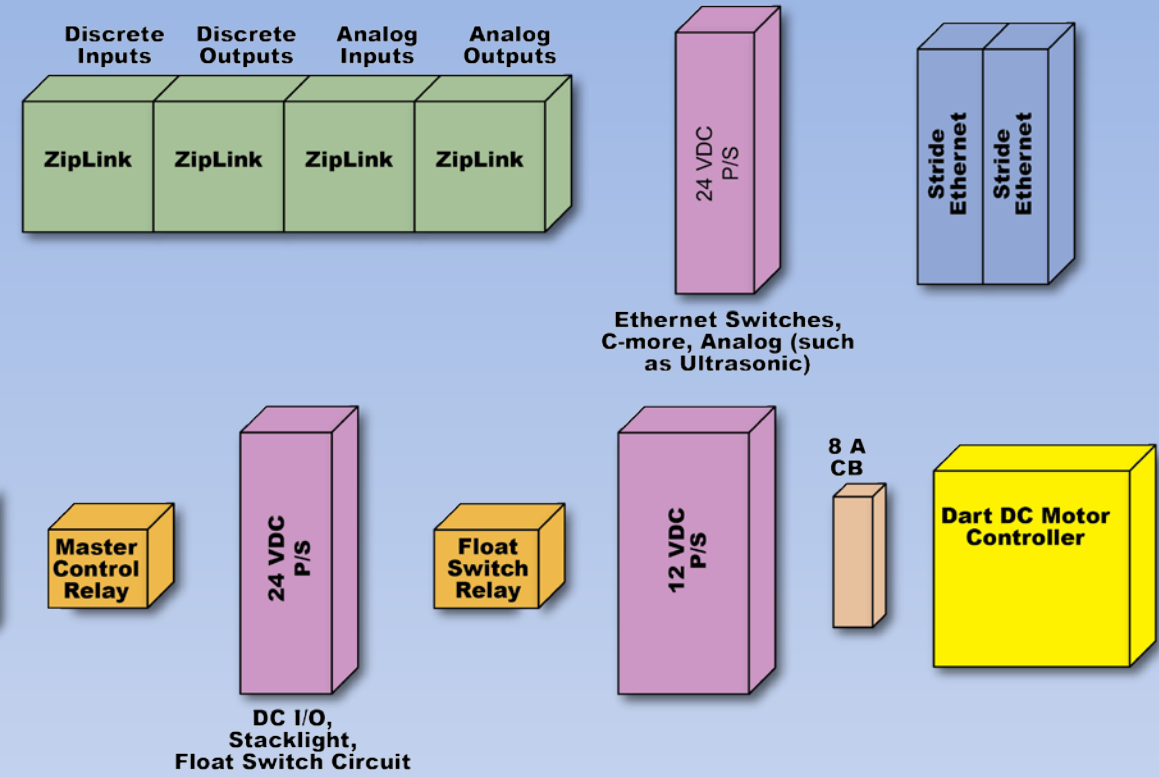 Discrete
Inputs
Discrete
Outputs
Analog
Inputs
Analog
Outputs
ZipLink
ZipLink
ZipLink
ZipLink
24 VDC
P/S
Stride
Ethernet
Stride
Ethernet
Ethernet Switches,
C-more, Analog (such
as Ultrasonic)
Master
Control
Relay
24 VDC
P/S
DC I/O,
Stacklight,
Float Switch Circuit
Float
Switch
Relay
12 VDC
P/S
8 A
CB
Dart DC Motor
Controller